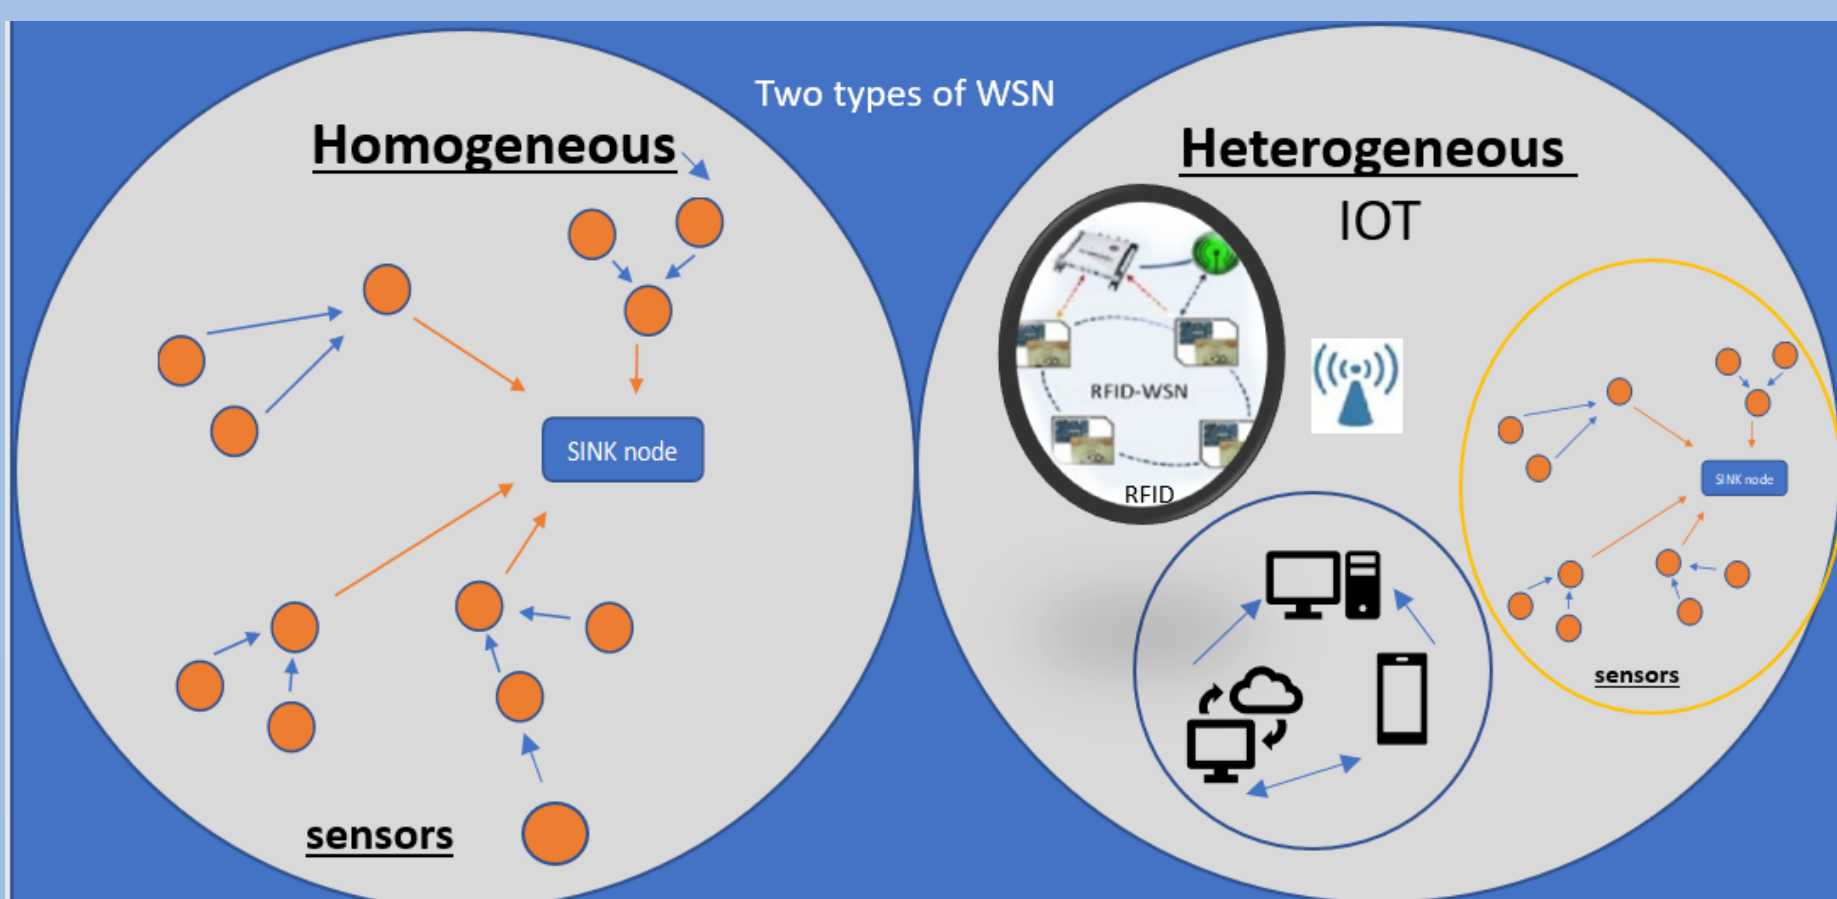 Two types of WSN
Homogeneous
SINK node
sensors
Heterogeneous
IOT
RFID-WSN
RFID
SINK node
sensors